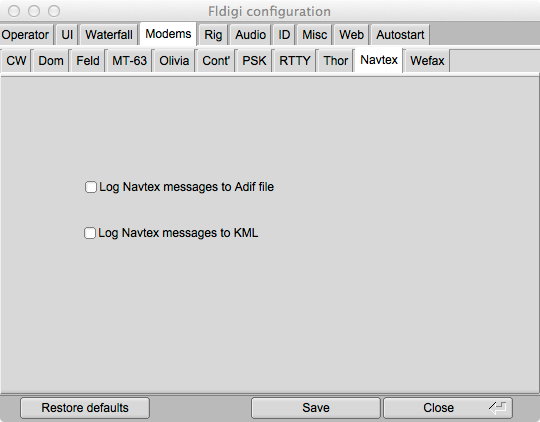 Fldigi configuration
Operator UI Waterfall Modems Rig Audio ID Misc Web Autostart
CW Dom Feld MT-63 Olivia Cont' PSK RTTY Thor Navtex Wefax
Log Navtex messages to Adif file
Log Navtex messages to KML
Restore defaults Save Close